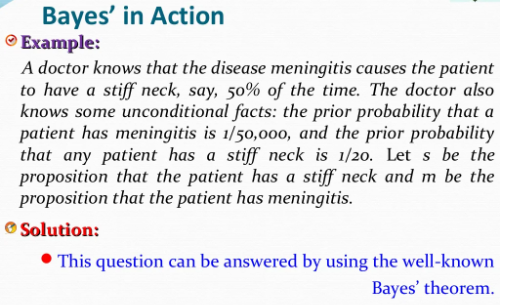 Bayes' in Action
Example:
A doctor knows that the disease meningitis causes the patient
to have a stiff neck, say, 50% of the time. The doctor also
knows some unconditional facts: the prior probability that a
patient has meningitis is 1/50,000, and the prior probability
that any patient has a stiff neck is 1/20. Let s be the
proposition that the patient has a stiff neck and m be the
proposition that the patient has meningitis.
Solution:
This question can be answered by using the well-known
Bayes' theorem.